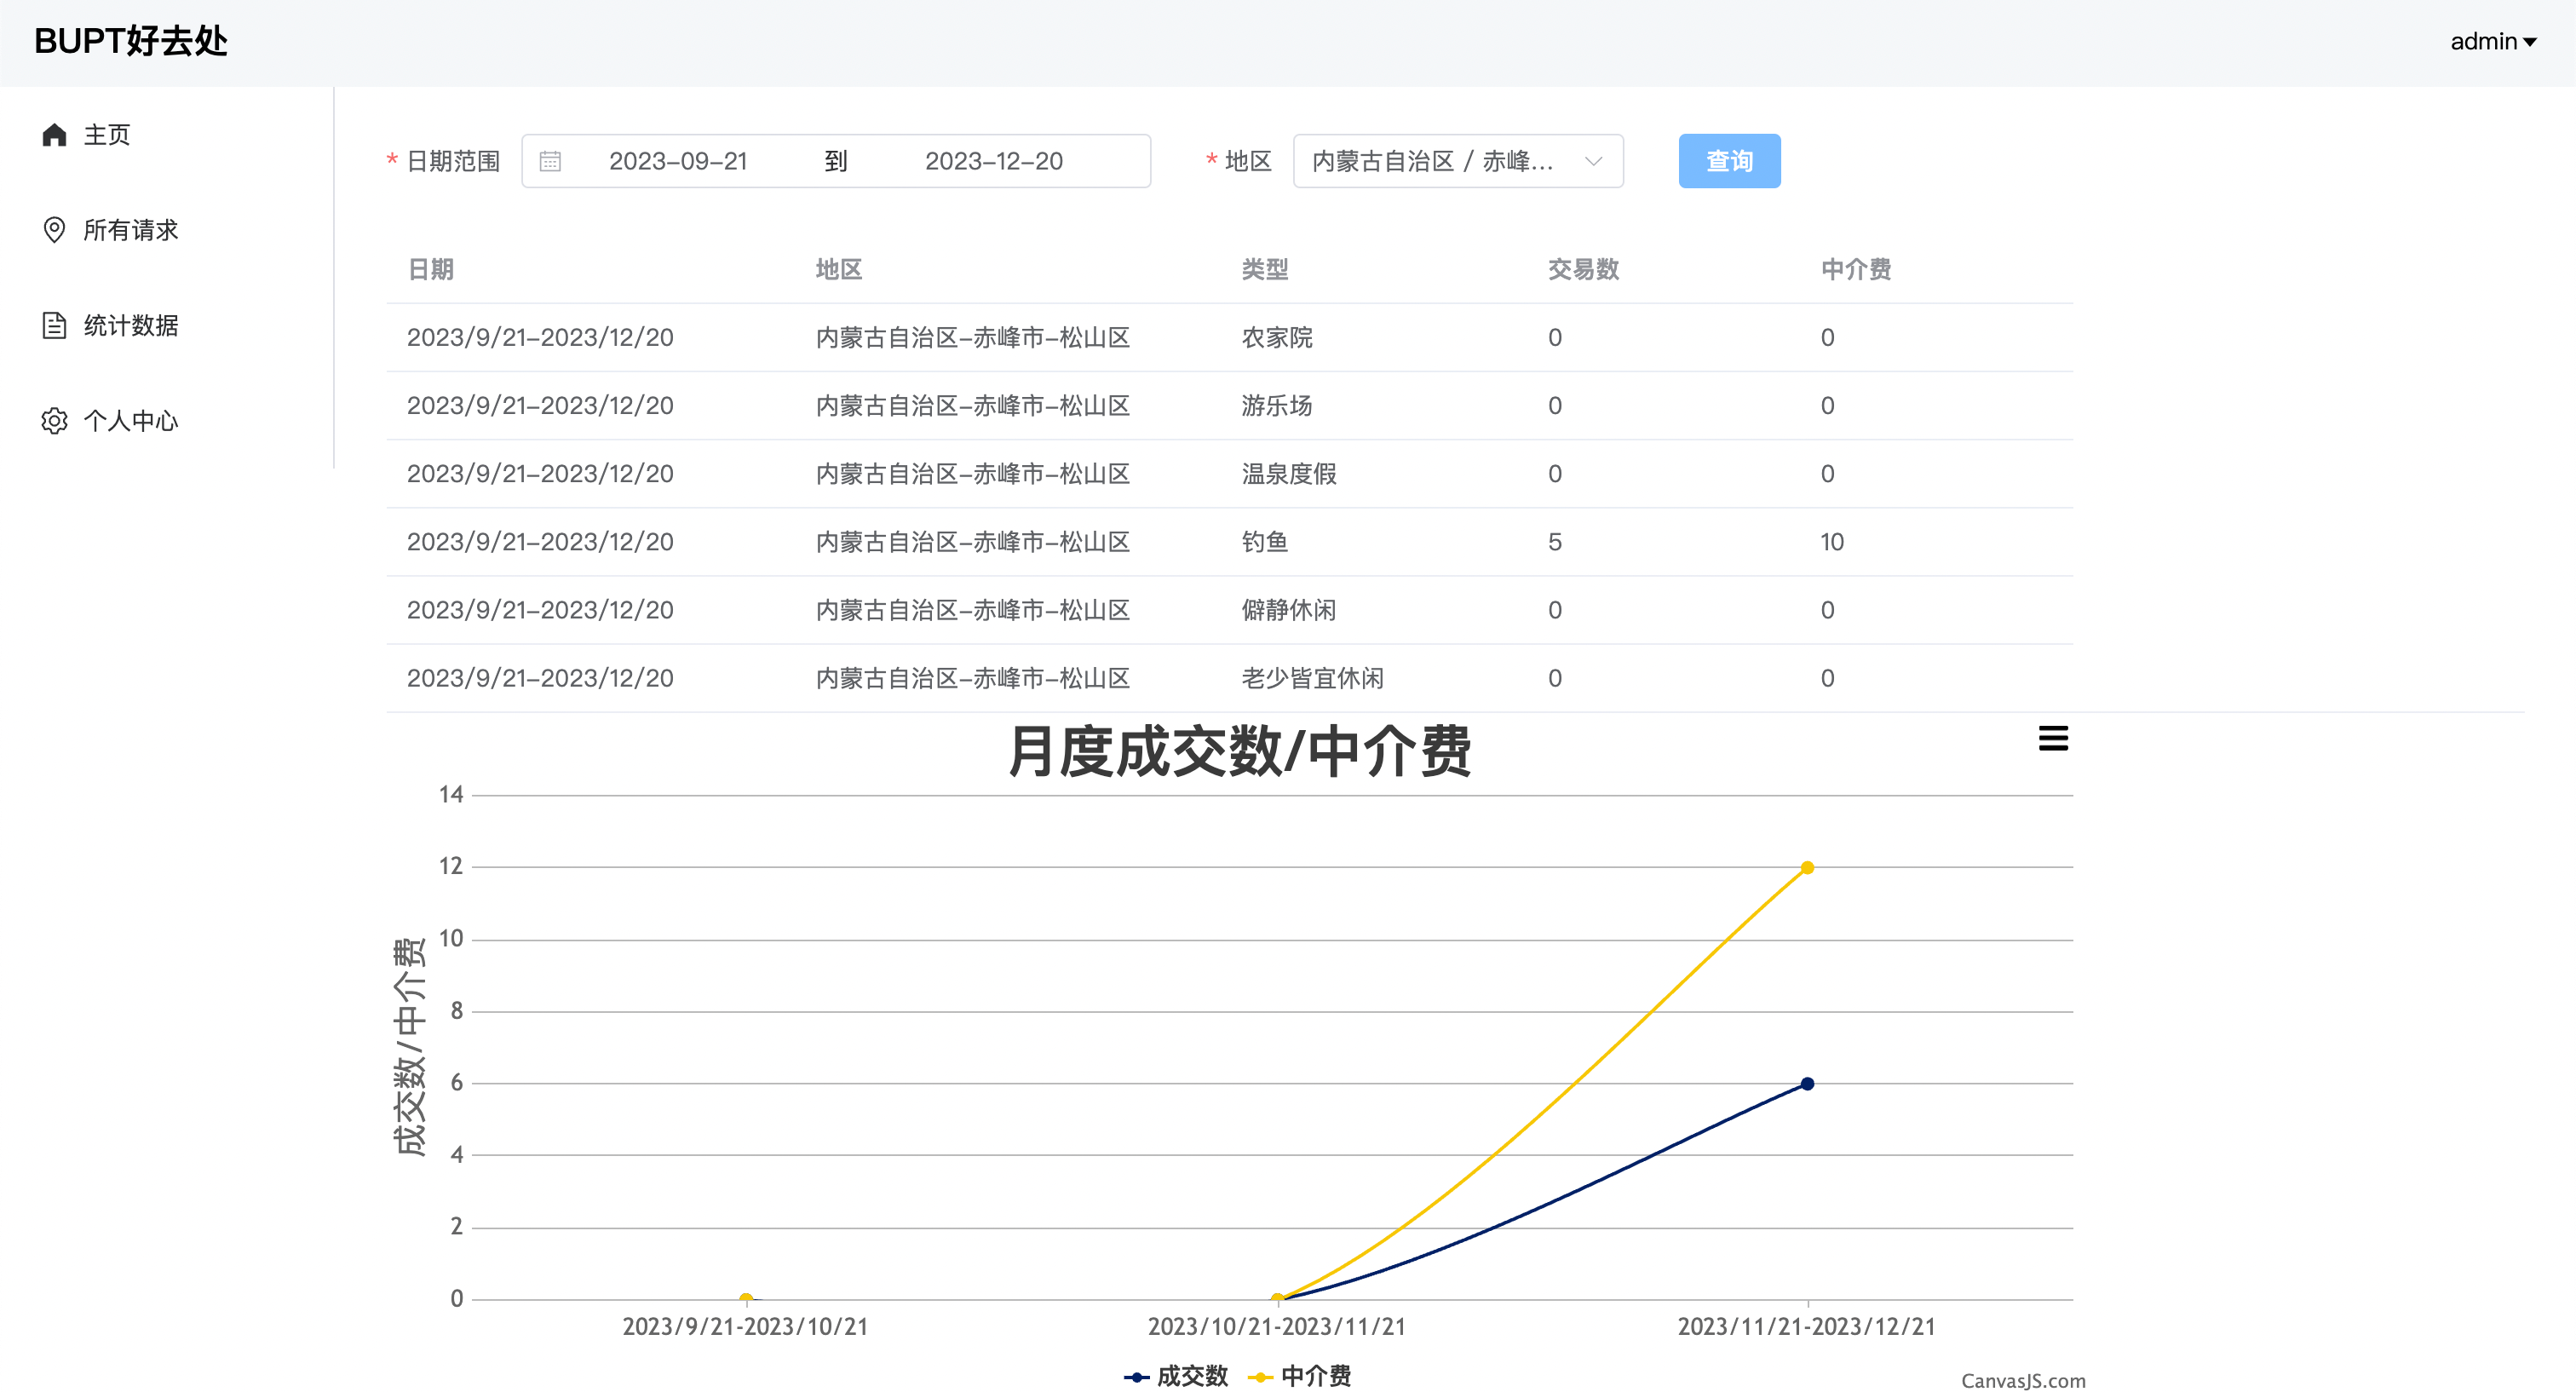 BUPT好去处
admin
主页
所有请求
统计数据
个人中心
* 日期范围 2023-09-21 到 2023-12-20 * 地区 内蒙古自治区 / 赤峰... 查询
日期 地区 类型 交易数 中介费
2023/9/21-2023/12/20 内蒙古自治区-赤峰市-松山区 农家院 0 0
2023/9/21-2023/12/20 内蒙古自治区-赤峰市-松山区 游乐场 0 0
2023/9/21-2023/12/20 内蒙古自治区-赤峰市-松山区 温泉度假 0 0
2023/9/21-2023/12/20 内蒙古自治区-赤峰市-松山区 钓鱼 5 10
2023/9/21-2023/12/20 内蒙古自治区-赤峰市-松山区 僻静休闲 0 0
2023/9/21-2023/12/20 内蒙古自治区-赤峰市-松山区 老少皆宜休闲 0 0
月度成交数/中介费
成交数/中介费
14
12
10
8
6
4
2
0
2023/9/21-2023/10/21 2023/10/21-2023/11/21 2023/11/21-2023/12/21
成交数 中介费
CanvasJS.com